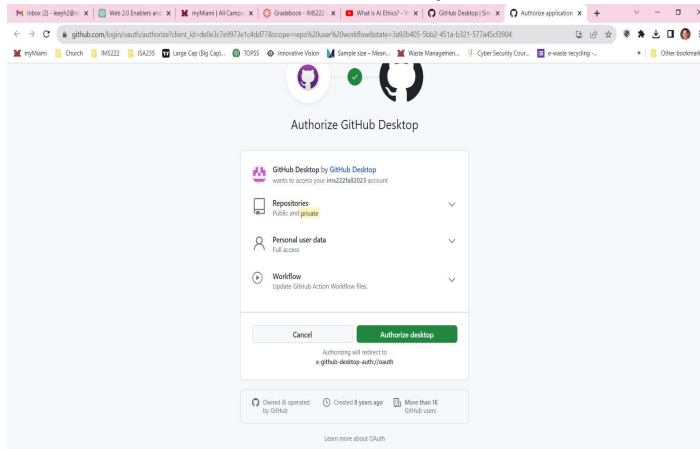 Inbox (2) - leeyh2@m
Web 2.0 Enablers and
myMiami | All Camp
Gradebook - IMS222
What is AI Ethics? - Y
GitHub Desktop | Sim
Authorize application
github.com/login/oauth/authorize?client_id=de0e3c7e9973e1c4dd77&scope=repo%20user%20workflow&state=3a92b405-5bb2-451a-b321-577a45cf3904
myMiami
Church
IMS222
ISA235
Large Cap (Big Cap)...
TOPSS
Innovative Vision
Sample size – Mean...
Waste Managemen...
Cyber Security Cour...
e-waste recycling -...
»
Other bookmark
Authorize GitHub Desktop
GitHub Desktop by GitHub Desktop
wants to access your ims222fall2023 account
Repositories
Public and private
Personal user data
Full access
Workflow
Update GitHub Action Workflow files.
Cancel
Authorize desktop
Authorizing will redirect to
x-github-desktop-auth://oauth
Owned & operated
by GitHub
Created 8 years ago
More than 1K
GitHub users
Learn more about OAuth